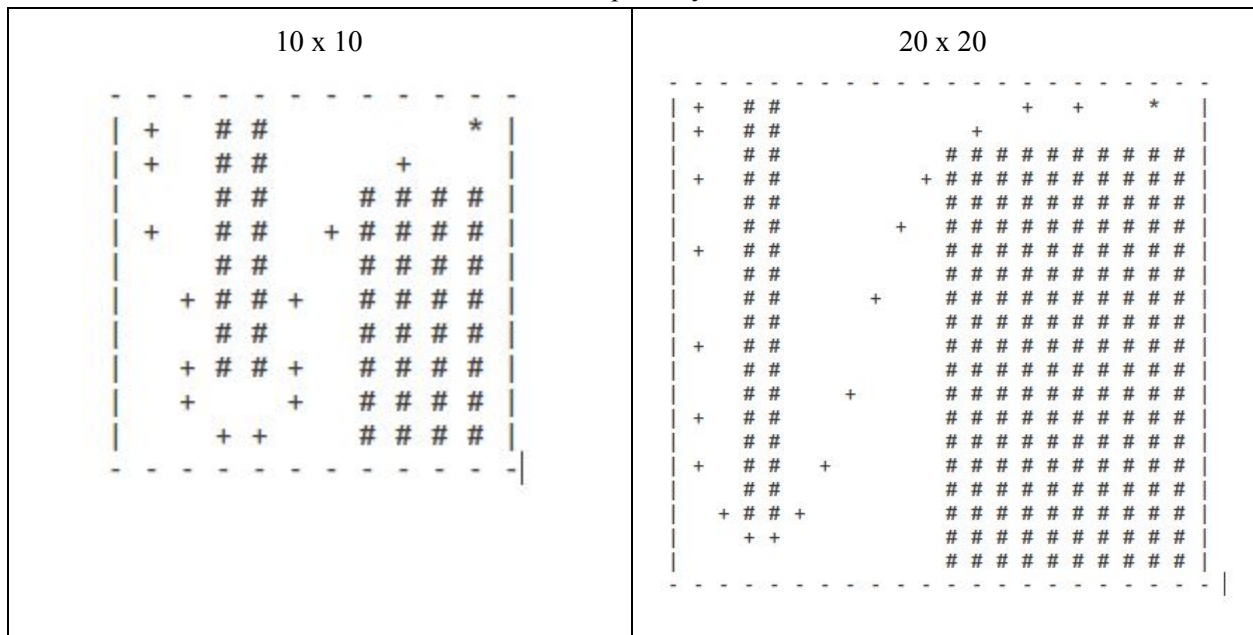 10 x 10
- - - - - - - - - - - -
| +   # #           * |
| +   # #       +     |
|     # #     # # # # |
| +   # #   + # # # # |
|     # #     # # # # |
|   + # # +   # # # # |
|     # #     # # # # |
|   + # # +   # # # # |
|   +     +   # # # # |
|     + +     # # # # |
- - - - - - - - - - - -|
20 x 20
- - - - - - - - - - - - - - - - - - - - - -
| +   # #                   +   +     *   |
| +   # #               +                 |
|     # #             # # # # # # # # # # |
| +   # #           + # # # # # # # # # # |
|     # #             # # # # # # # # # # |
|     # #         +   # # # # # # # # # # |
| +   # #             # # # # # # # # # # |
|     # #             # # # # # # # # # # |
|     # #       +     # # # # # # # # # # |
|     # #             # # # # # # # # # # |
| +   # #             # # # # # # # # # # |
|     # #             # # # # # # # # # # |
|     # #     +       # # # # # # # # # # |
| +   # #             # # # # # # # # # # |
|     # #             # # # # # # # # # # |
| +   # #   +         # # # # # # # # # # |
|     # #             # # # # # # # # # # |
|   + # # +           # # # # # # # # # # |
|     + +             # # # # # # # # # # |
|                     # # # # # # # # # # |
- - - - - - - - - - - - - - - - - - - - - - |